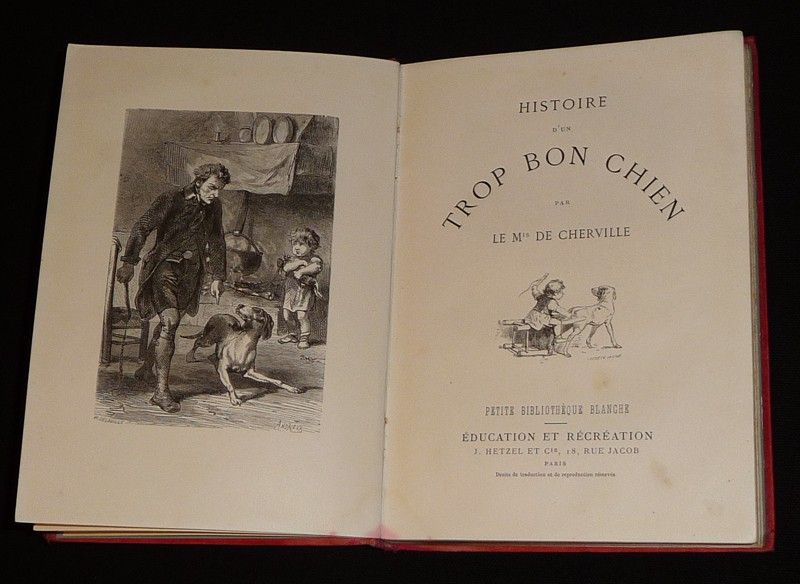 HISTOIRE
D'UN
TROP BON CHIEN
PAR
LE Mis DE CHERVILLE
PETITE BIBLIOTHÈQUE BLANCHE
ÉDUCATION ET RÉCRÉATION
J. HETZEL ET Cie, 18, RUE JACOB
PARIS
Droits de traduction et de reproduction réservés